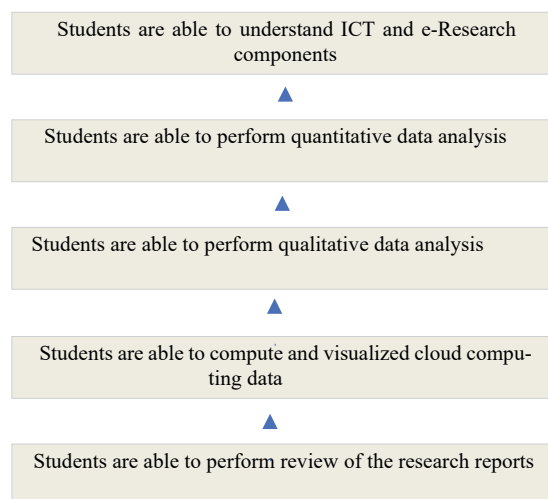 Students are able to understand ICT and e-Research
components
Students are able to perform quantitative data analysis
Students are able to perform qualitative data analysis
Students are able to compute and visualized cloud compu-
ting data
Students are able to perform review of the research reports